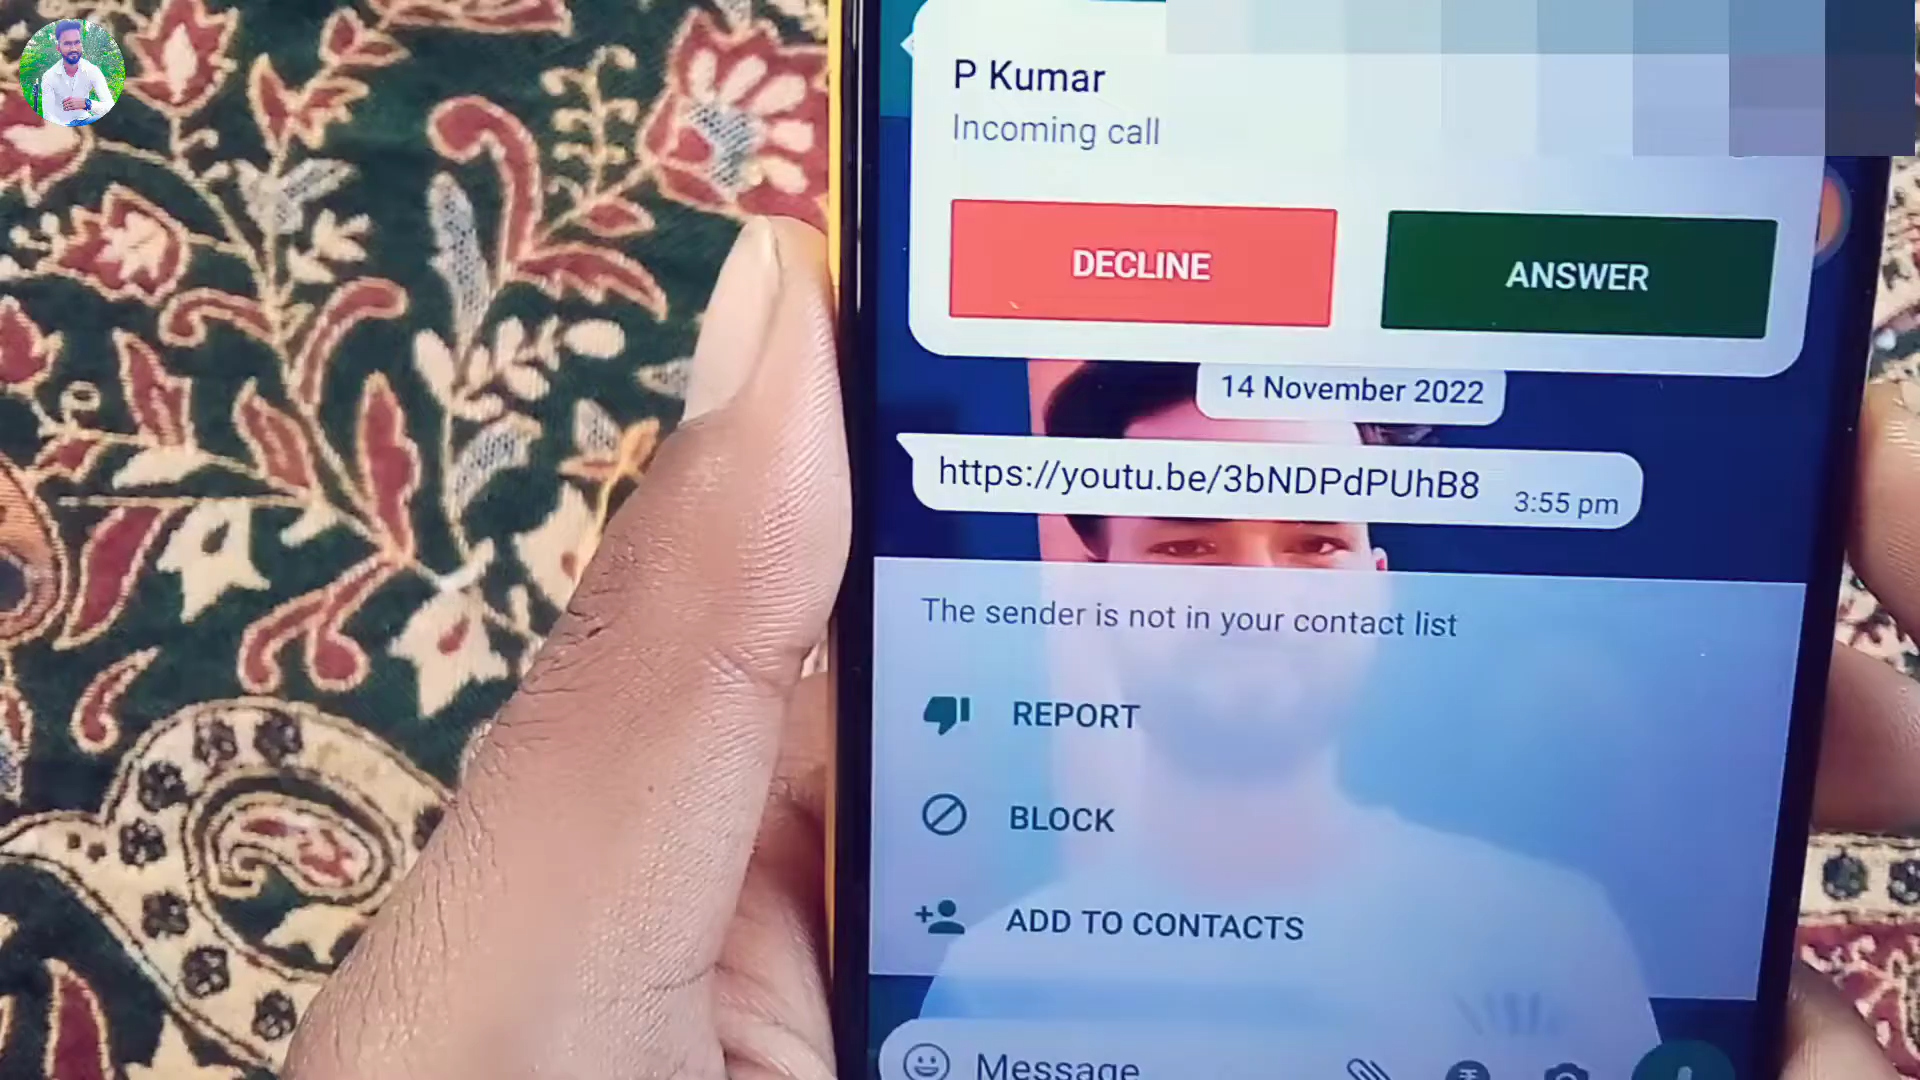 P Kumar
Incoming call
DECLINE
ANSWER
14 November 2022
https://youtu.be/3bNDPdPUhB8
3:55 pm
The sender is not in your contact list
REPORT
BLOCK
ADD TO CONTACTS
Message